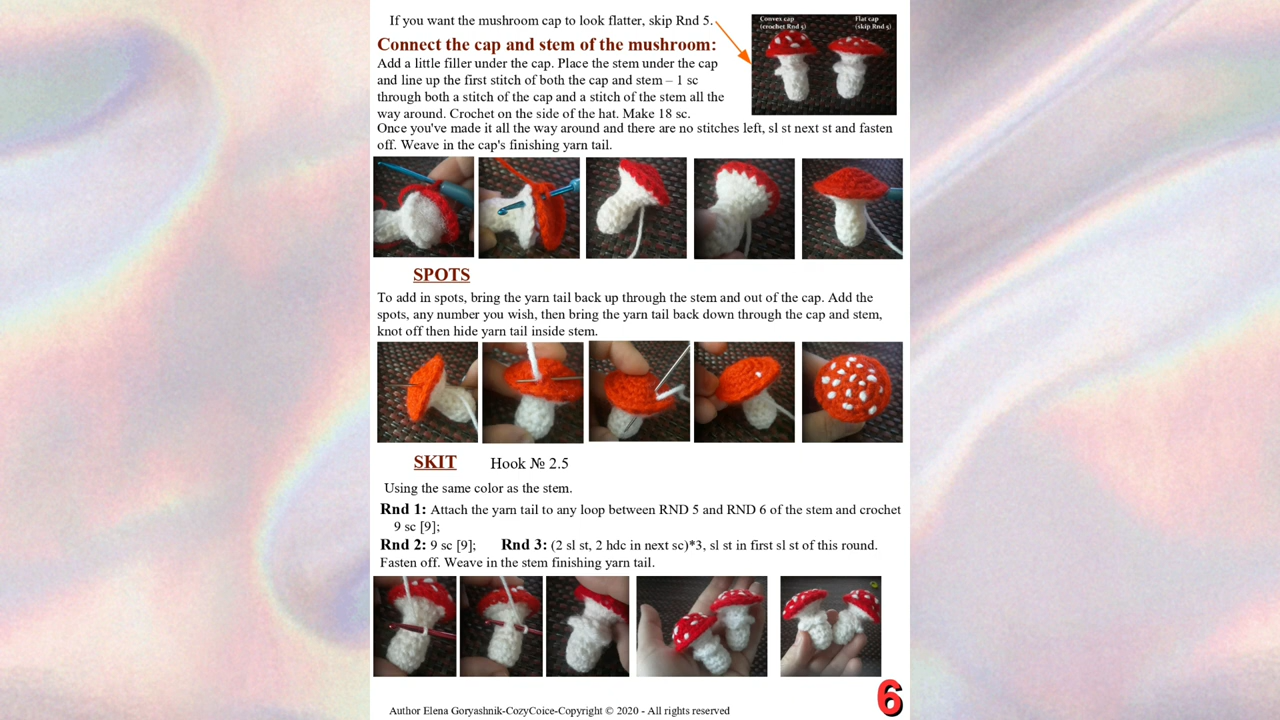 If you want the mushroom cap to look flatter, skip Rnd 5.
Convex cap
(crochet Rnd 5)
Flat cap
(skip Rnd 5)
Connect the cap and stem of the mushroom:
Add a little filler under the cap. Place the stem under the cap
and line up the first stitch of both the cap and stem – 1 sc
through both a stitch of the cap and a stitch of the stem all the
way around. Crochet on the side of the hat. Make 18 sc.
Once you've made it all the way around and there are no stitches left, sl st next st and fasten
off. Weave in the cap's finishing yarn tail.
SPOTS
To add in spots, bring the yarn tail back up through the stem and out of the cap. Add the
spots, any number you wish, then bring the yarn tail back down through the cap and stem,
knot off then hide yarn tail inside stem.
SKIT Hook № 2.5
Using the same color as the stem.
Rnd 1: Attach the yarn tail to any loop between RND 5 and RND 6 of the stem and crochet
9 sc [9];
Rnd 2: 9 sc [9]; Rnd 3: (2 sl st, 2 hdc in next sc)*3, sl st in first sl st of this round.
Fasten off. Weave in the stem finishing yarn tail.
Author Elena Goryashnik-CozyCoice-Copyright © 2020 - All rights reserved
6